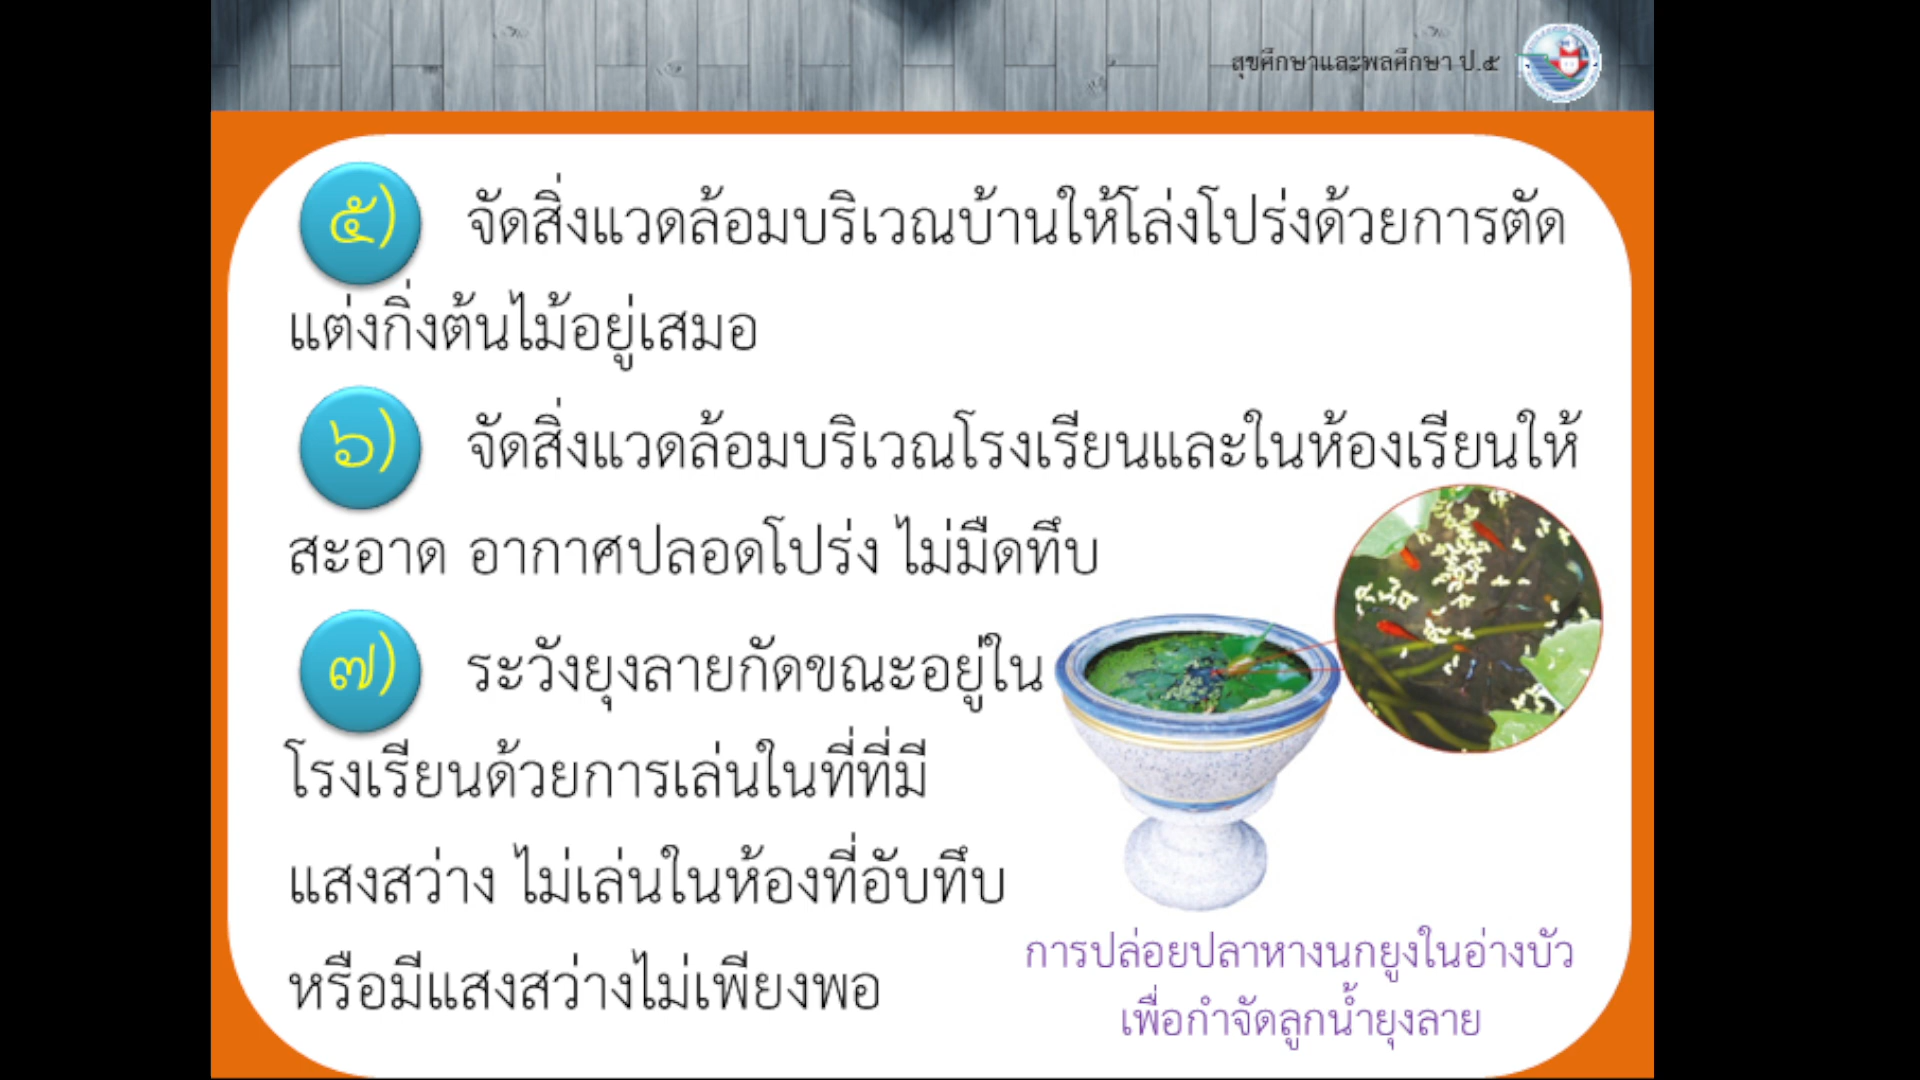 สุขศึกษาและพลศึกษา ป.๕
๕) จัดสิ่งแวดล้อมบริเวณบ้านให้โล่งโปร่งด้วยการตัด
แต่งกิ่งต้นไม้อยู่เสมอ
๖) จัดสิ่งแวดล้อมบริเวณโรงเรียนและในห้องเรียนให้
สะอาด อากาศปลอดโปร่ง ไม่มืดทึบ
๗) ระวังยุงลายกัดขณะอยู่ใน
โรงเรียนด้วยการเล่นในที่ที่มี
แสงสว่าง ไม่เล่นในห้องที่อับทึบ
หรือมีแสงสว่างไม่เพียงพอ
การปล่อยปลาหางนกยูงในอ่างบัว
เพื่อกำจัดลูกน้ำยุงลาย